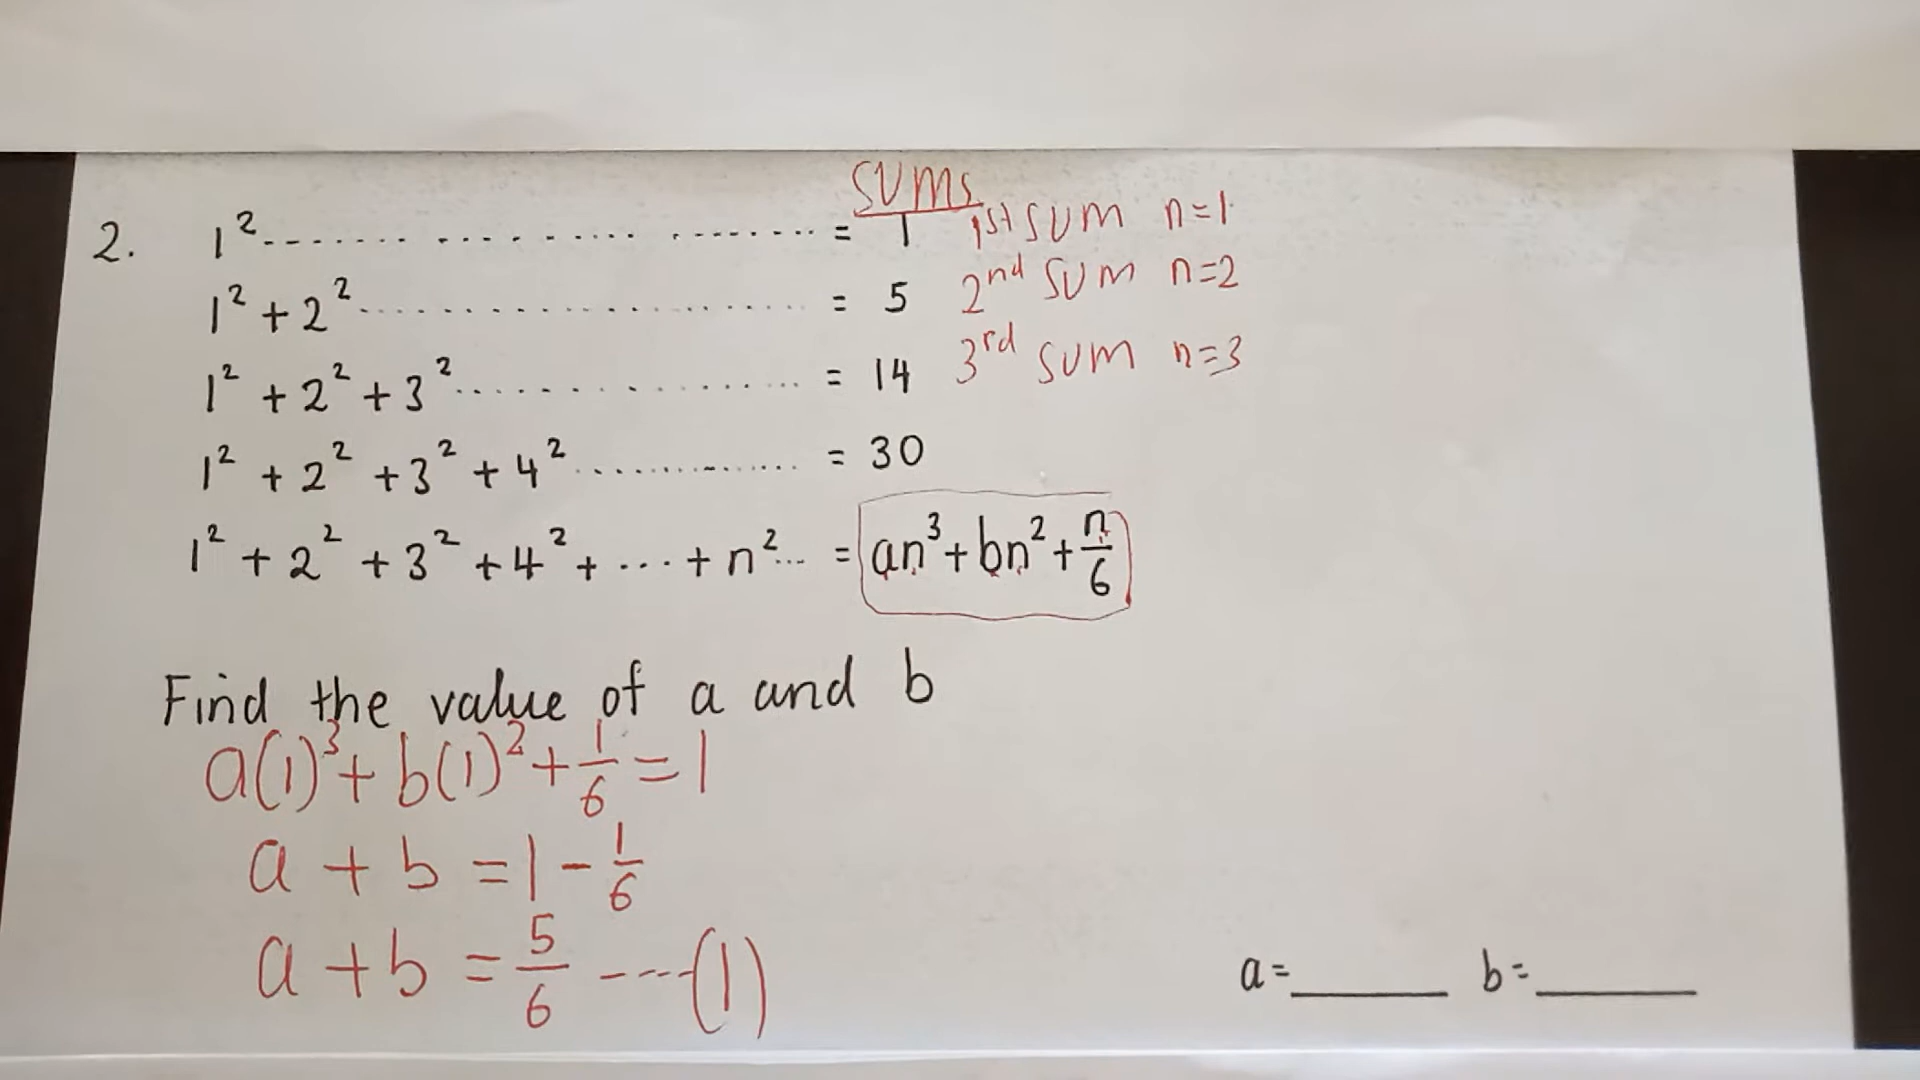 SUMS
2. 1²....................... = 1 1st SUM n=1
1² + 2²....................... = 5 2nd SUM n=2
1² + 2² + 3²................... = 14 3rd SUM n=3
1² + 2² + 3² + 4².............. = 30
1² + 2² + 3² + 4² + ... + n²... = an³ + bn² + n/6
Find the value of a and b
a(1)³ + b(1)² + 1/6 = 1
a + b = 1 - 1/6
a + b = 5/6 ----(1)
a=______ b=______